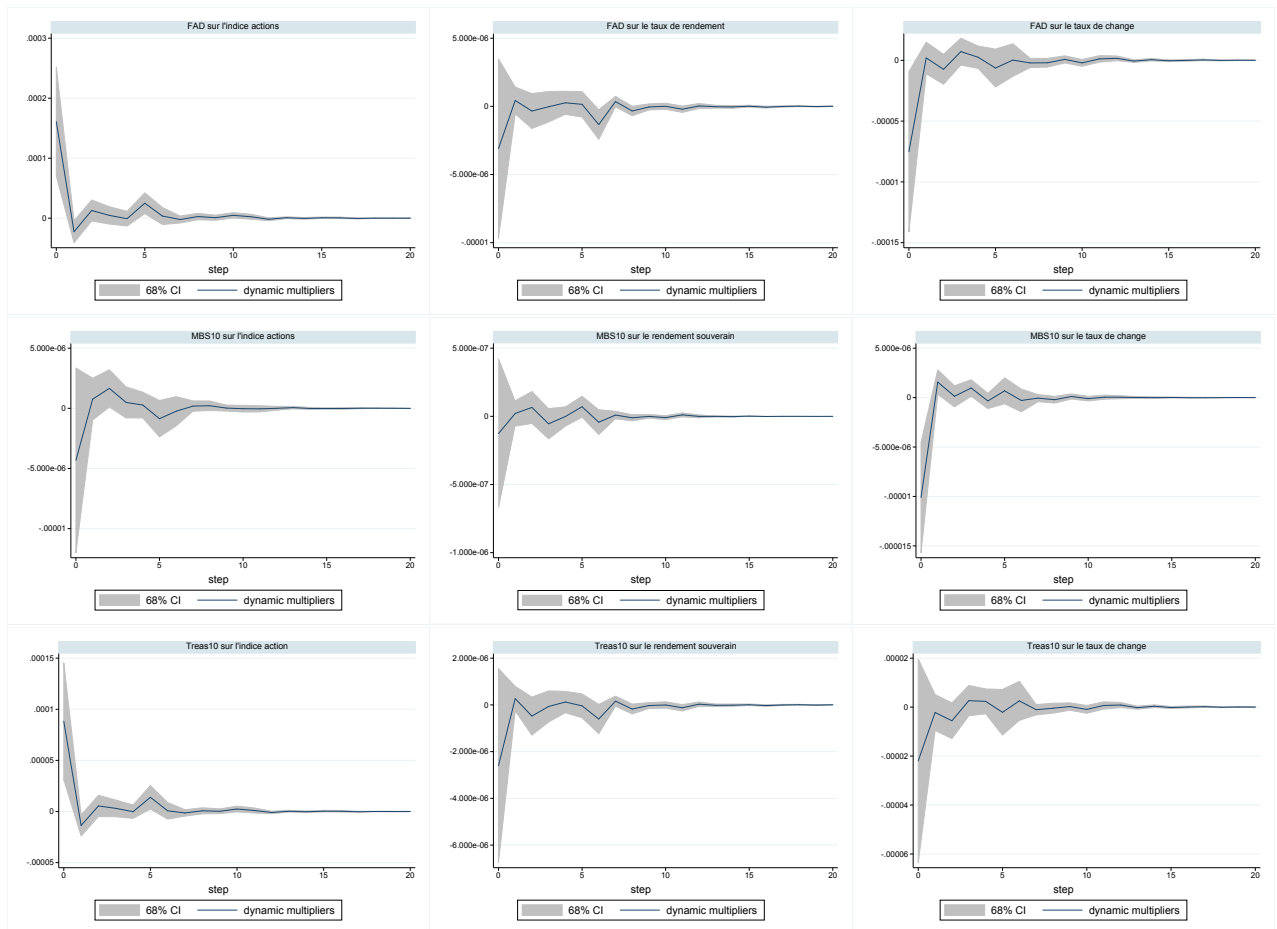 FAD sur l'indice actions
.0003
.0002
.0001
0
0 5 10 15 20
step
68% CI dynamic multipliers
FAD sur le taux de rendement
5.000e-06
0
-5.000e-06
-.00001
0 5 10 15 20
step
68% CI dynamic multipliers
FAD sur le taux de change
0
-.00005
-.0001
-.00015
0 5 10 15 20
step
68% CI dynamic multipliers
MBS10 sur l'indice actions
5.000e-06
0
-5.000e-06
-.00001
0 5 10 15 20
step
68% CI dynamic multipliers
MBS10 sur le rendement souverain
5.000e-07
0
-5.000e-07
-1.000e-06
0 5 10 15 20
step
68% CI dynamic multipliers
MBS10 sur le taux de change
5.000e-06
0
-5.000e-06
-.00001
-.000015
0 5 10 15 20
step
68% CI dynamic multipliers
Treas10 sur l'indice action
.00015
.0001
.00005
0
-.00005
0 5 10 15 20
step
68% CI dynamic multipliers
Treas10 sur le rendement souverain
2.000e-06
0
-2.000e-06
-4.000e-06
-6.000e-06
0 5 10 15 20
step
68% CI dynamic multipliers
Treas10 sur le taux de change
.00002
0
-.00002
-.00004
-.00006
0 5 10 15 20
step
68% CI dynamic multipliers